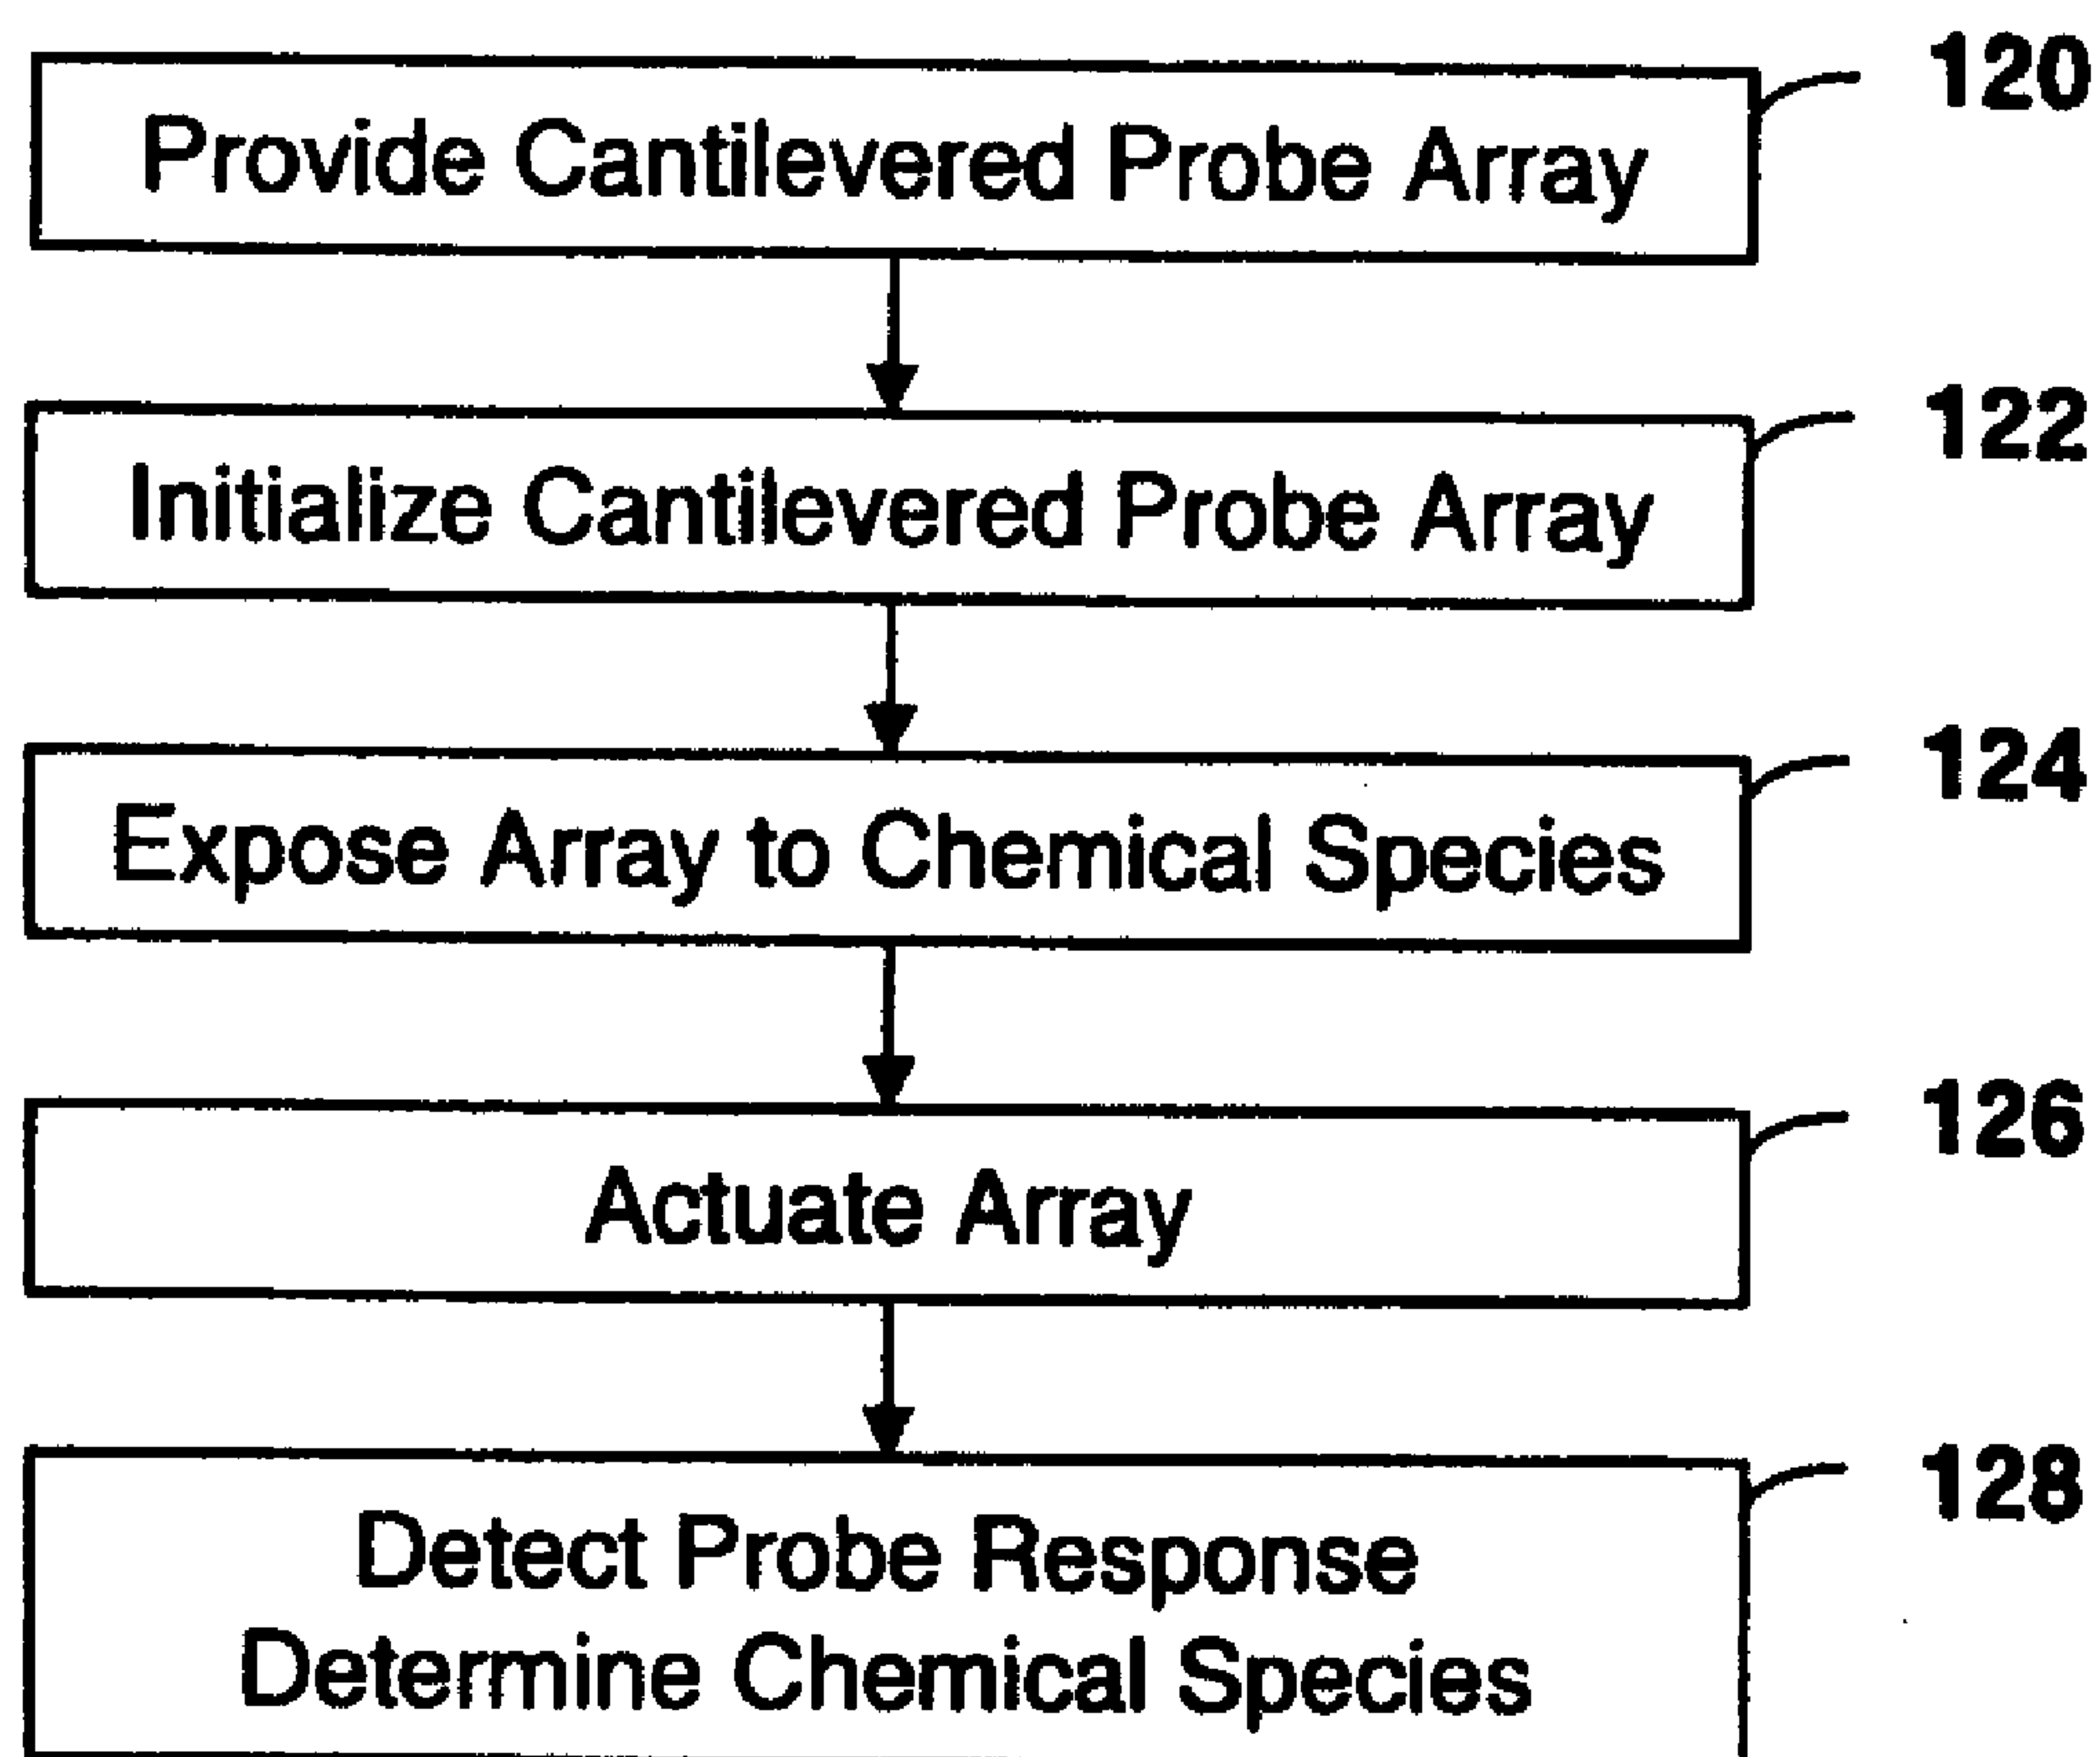 Provide Cantilevered Probe Array
120
Initialize Cantilevered Probe Array
122
Expose Array to Chemical Species
124
Actuate Array
126
Detect Probe Response
Determine Chemical Species
128